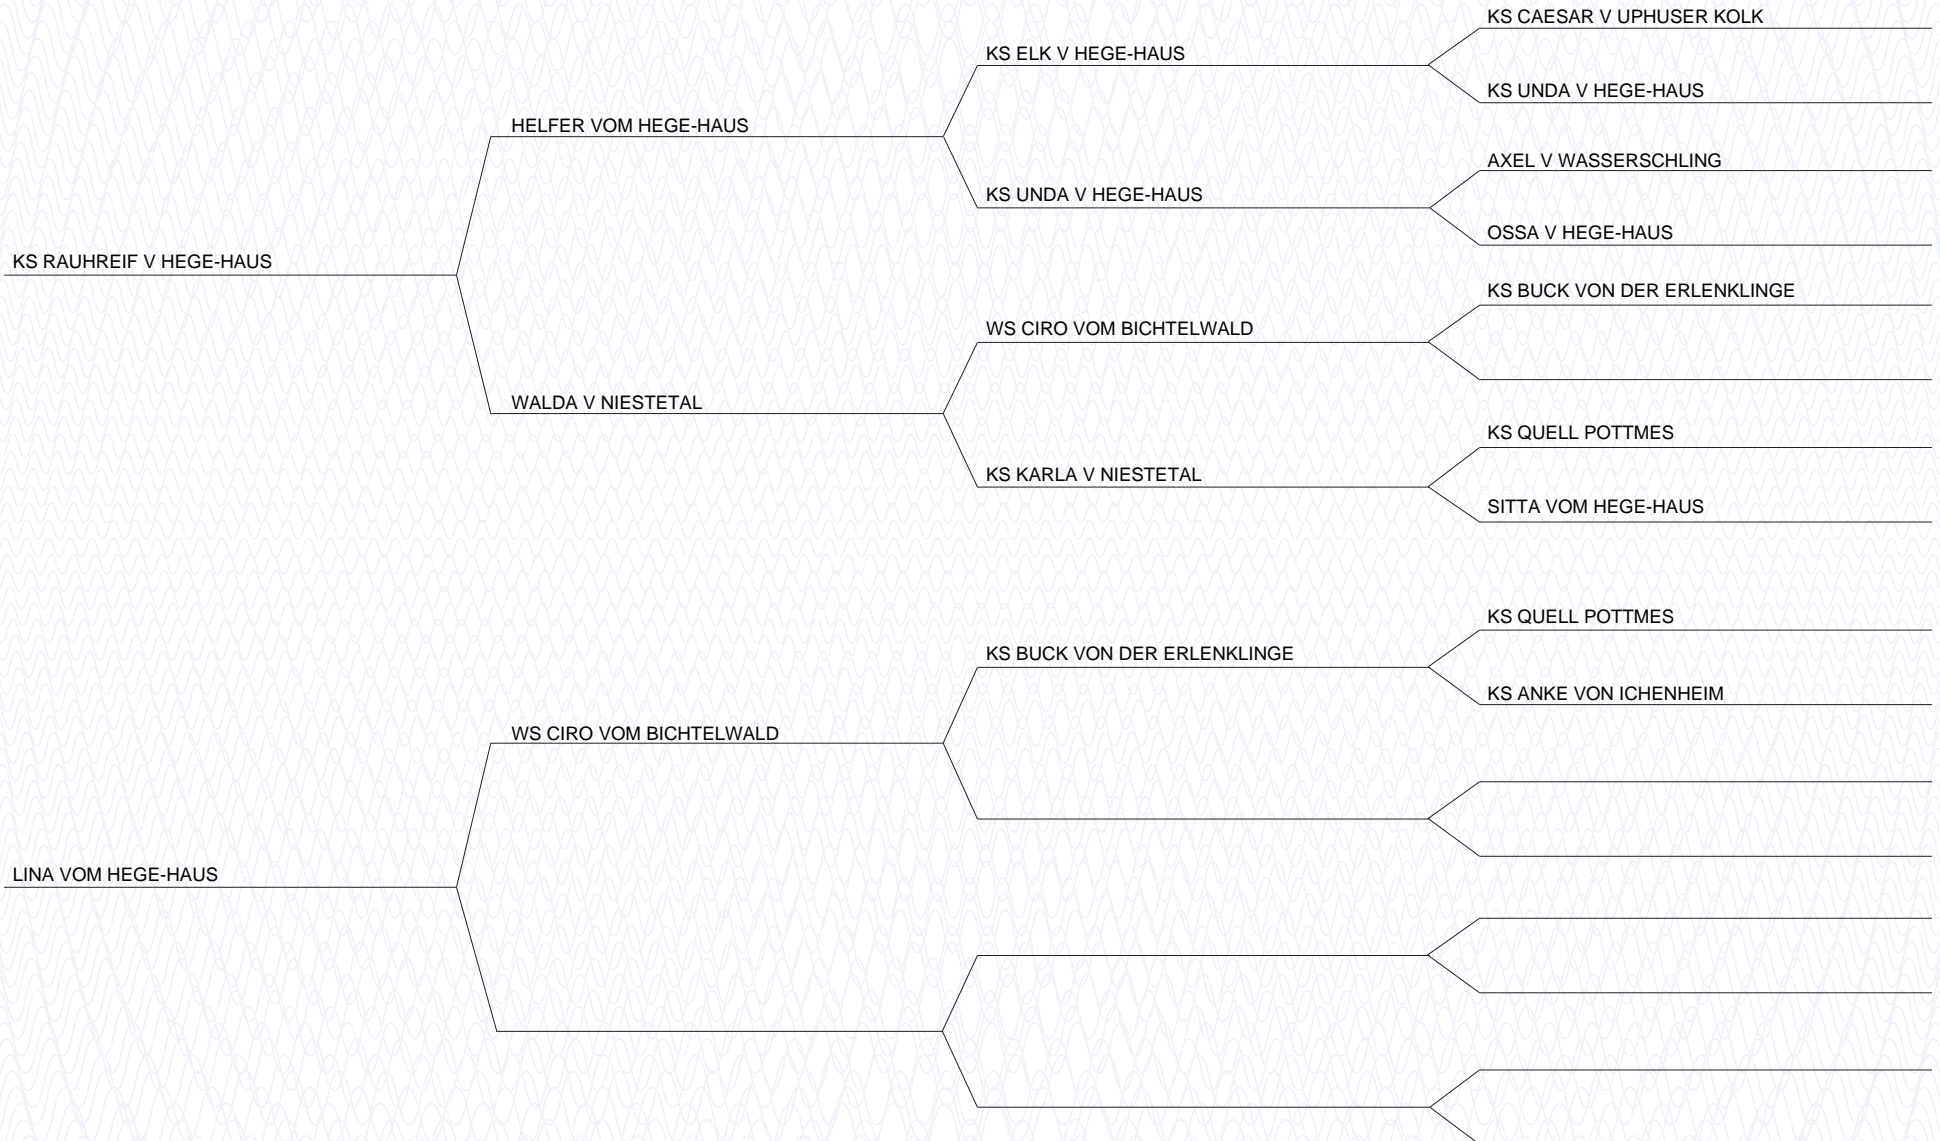 KS CAESAR V UPHUSER KOLK
KS ELK V HEGE-HAUS
KS UNDA V HEGE-HAUS
HELFER VOM HEGE-HAUS
AXEL V WASSERSCHLING
KS UNDA V HEGE-HAUS
OSSA V HEGE-HAUS
KS RAUHREIF V HEGE-HAUS
KS BUCK VON DER ERLENKLINGE
WS CIRO VOM BICHTELWALD
WALDA V NIESTETAL
KS QUELL POTTMES
KS KARLA V NIESTETAL
SITTA VOM HEGE-HAUS
KS QUELL POTTMES
KS BUCK VON DER ERLENKLINGE
KS ANKE VON ICHENHEIM
WS CIRO VOM BICHTELWALD
LINA VOM HEGE-HAUS